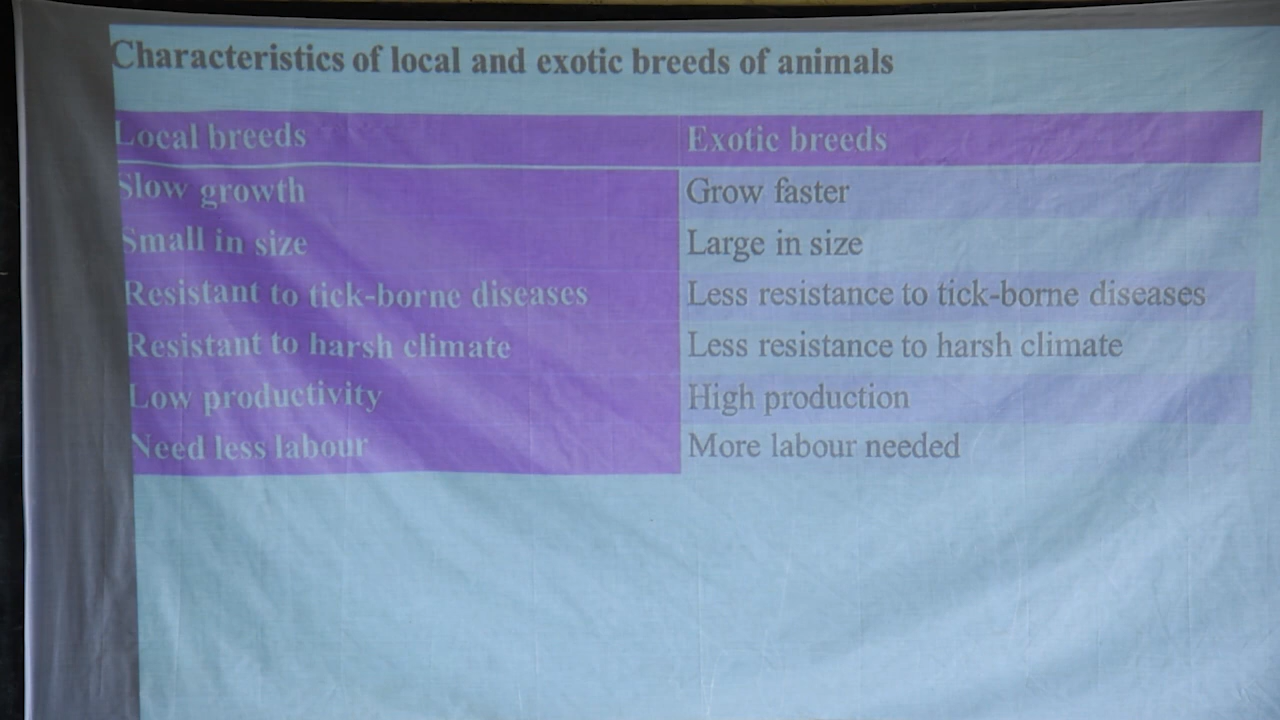 Characteristics of local and exotic breeds of animals
Local breeds Exotic breeds
Slow growth Grow faster
Small in size Large in size
Resistant to tick-borne diseases Less resistance to tick-borne diseases
Resistant to harsh climate Less resistance to harsh climate
Low productivity High production
Need less labour More labour needed